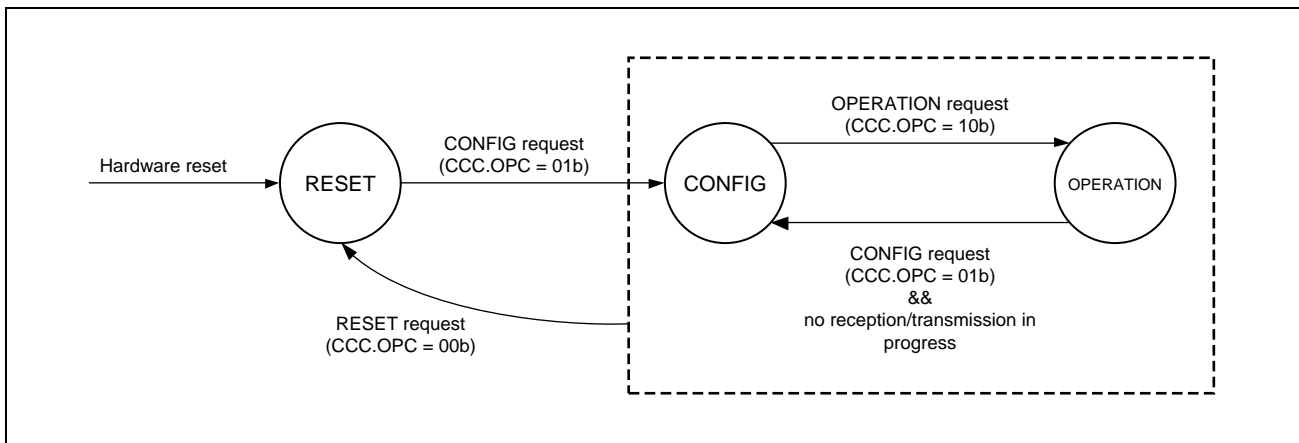 Hardware reset
RESET
CONFIG request
(CCC.OPC = 01b)
CONFIG
OPERATION request
(CCC.OPC = 10b)
OPERATION
CONFIG request
(CCC.OPC = 01b)
&&
no reception/transmission in
progress
RESET request
(CCC.OPC = 00b)